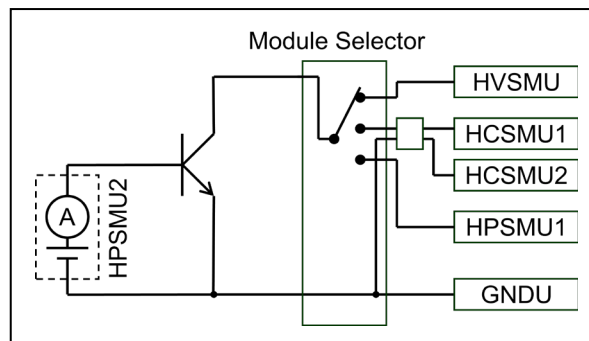 Module Selector
HVSMU
HCSMU1
HCSMU2
HPSMU1
GNDU
A
HPSMU2